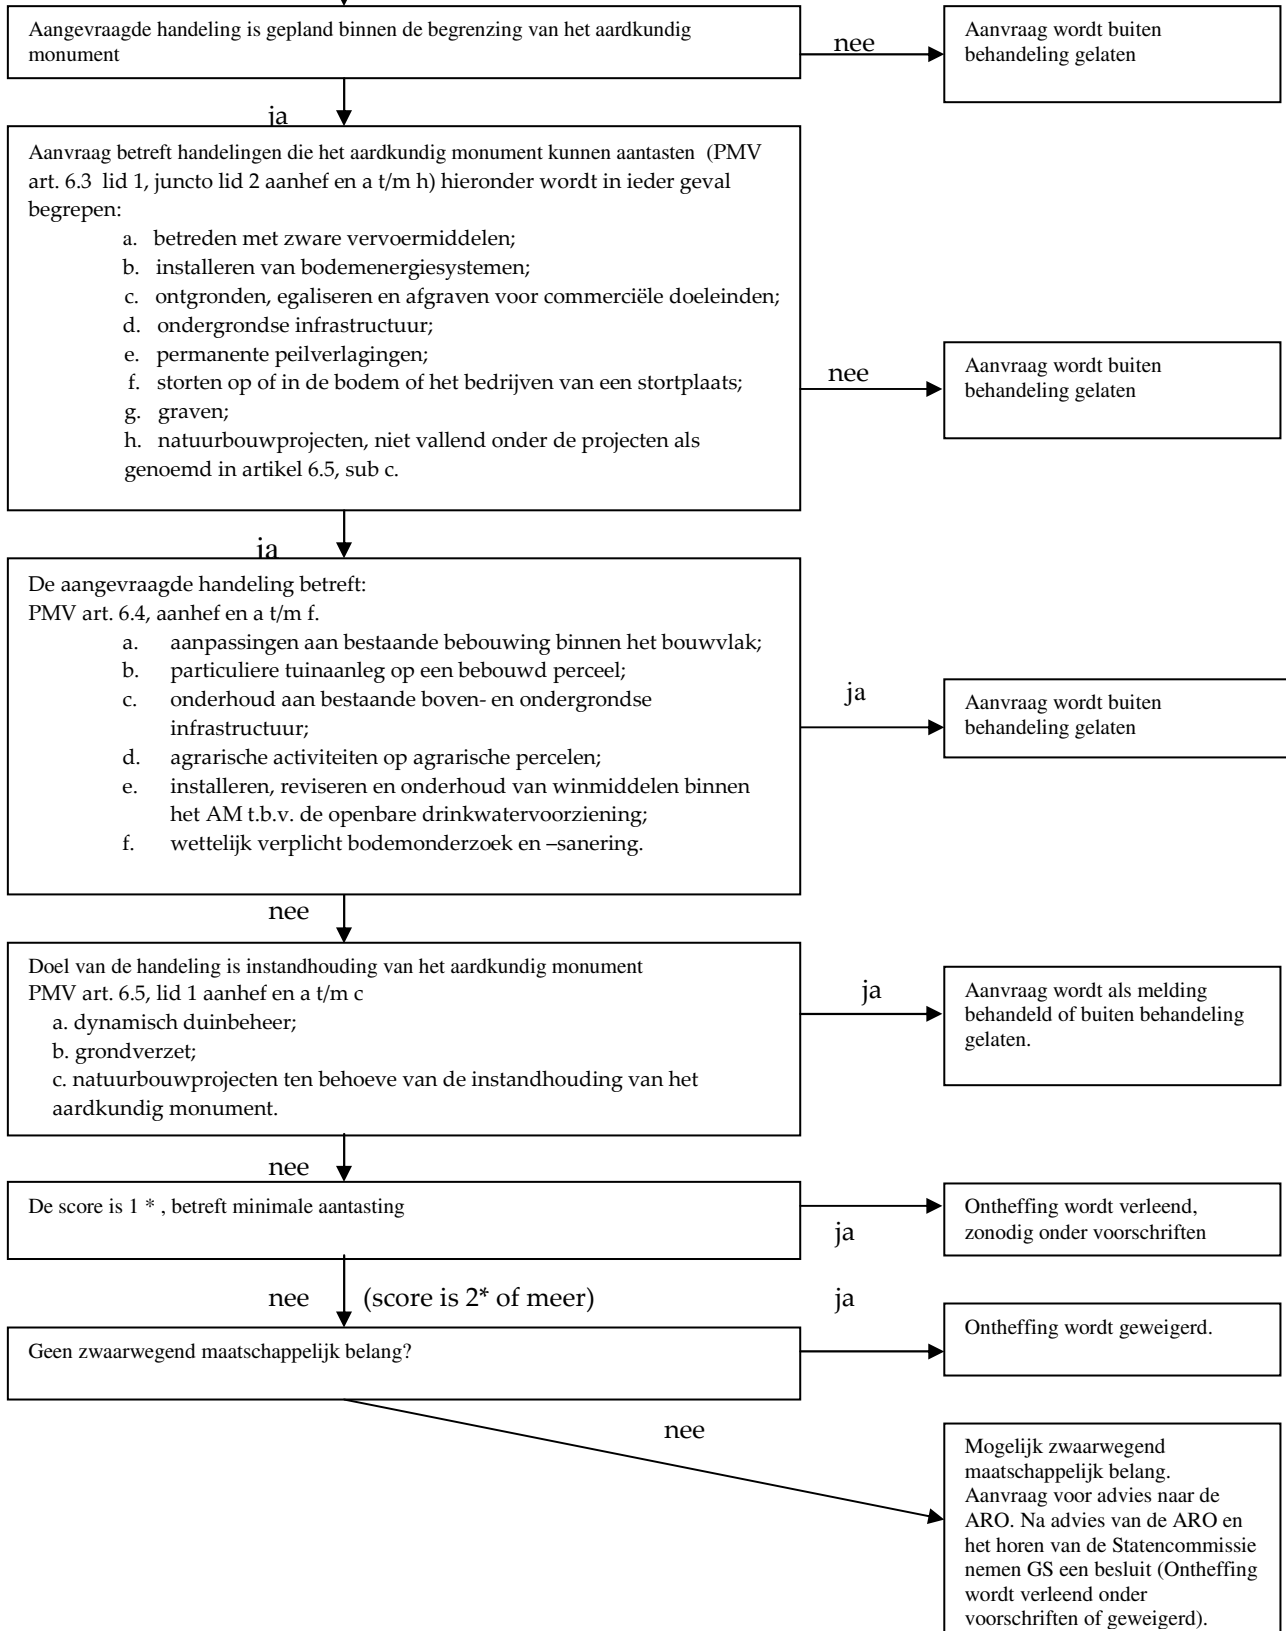 Aangevraagde handeling is gepland binnen de begrenzing van het aardkundig
monument
nee
Aanvraag wordt buiten
behandeling gelaten
ja
Aanvraag betreft handelingen die het aardkundig monument kunnen aantasten (PMV
art. 6.3 lid 1, juncto lid 2 aanhef en a t/m h) hieronder wordt in ieder geval
begrepen:
a. betreden met zware vervoermiddelen;
b. installeren van bodemenergiesystemen;
c. ontgronden, egaliseren en afgraven voor commerciële doeleinden;
d. ondergrondse infrastructuur;
e. permanente peilverlagingen;
f. storten op of in de bodem of het bedrijven van een stortplaats;
g. graven;
h. natuurbouwprojecten, niet vallend onder de projecten als
genoemd in artikel 6.5, sub c.
nee
Aanvraag wordt buiten
behandeling gelaten
ja
De aangevraagde handeling betreft:
PMV art. 6.4, aanhef en a t/m f.
a. aanpassingen aan bestaande bebouwing binnen het bouwvlak;
b. particuliere tuinaanleg op een bebouwd perceel;
c. onderhoud aan bestaande boven- en ondergrondse
infrastructuur;
d. agrarische activiteiten op agrarische percelen;
e. installeren, reviseren en onderhoud van winmiddelen binnen
het AM t.b.v. de openbare drinkwatervoorziening;
f. wettelijk verplicht bodemonderzoek en –sanering.
ja
Aanvraag wordt buiten
behandeling gelaten
nee
Doel van de handeling is instandhouding van het aardkundig monument
PMV art. 6.5, lid 1 aanhef en a t/m c
a. dynamisch duinbeheer;
b. grondverzet;
c. natuurbouwprojecten ten behoeve van de instandhouding van het
aardkundig monument.
ja
Aanvraag wordt als melding
behandeld of buiten behandeling
gelaten.
nee
De score is 1 * , betreft minimale aantasting
ja
Ontheffing wordt verleend,
zonodig onder voorschriften
nee (score is 2* of meer)
ja
Geen zwaarwegend maatschappelijk belang?
Ontheffing wordt geweigerd.
nee
Mogelijk zwaarwegend
maatschappelijk belang.
Aanvraag voor advies naar de
ARO. Na advies van de ARO en
het horen van de Statencommissie
nemen GS een besluit (Ontheffing
wordt verleend onder
voorschriften of geweigerd).